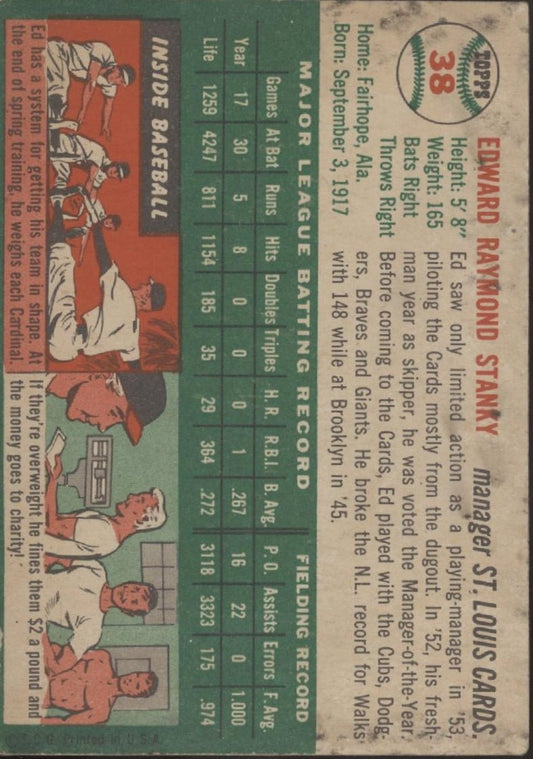 TOPPS
38
EDWARD RAYMOND STANKY manager ST. LOUIS CARDS.
Height: 5' 8"
Weight: 165
Bats Right
Throws Right
Home: Fairhope, Ala.
Born: September 3, 1917
Ed saw only limited action as a playing-manager in '53,
piloting the Cards mostly from the dugout. In '52, his fresh-
man year as skipper, he was voted the Manager-of-the-Year.
Before coming to the Cards, Ed played with the Cubs, Dodg-
ers, Braves and Giants. He broke the N.L. record for Walks
with 148 while at Brooklyn in '45.
MAJOR LEAGUE BATTING RECORD FIELDING RECORD
Games At Bat Runs Hits Doubles Triples H. R. R.B.I. B. Avg. P. O. Assists Errors F. Avg.
Year 17 30 5 8 0 0 0 1 .267 16 22 0 1.000
Life 1259 4247 811 1154 185 35 29 364 .272 3118 3323 175 .974
INSIDE BASEBALL
Ed has a system for getting his team in shape. At
the end of spring training, he weighs each Cardinal.
If they're overweight he fines them $2 a pound and
the money goes to charity!
© T.C.G. Printed in U.S.A.